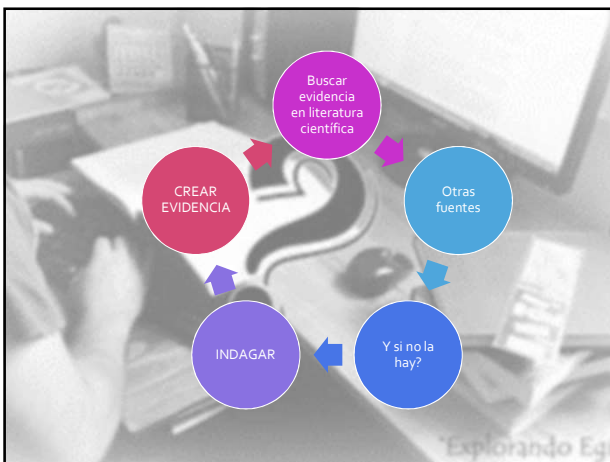 Buscar
evidencia
en literatura
científica
Otras
fuentes
Y si no la
hay?
INDAGAR
CREAR
EVIDENCIA
"Explorando